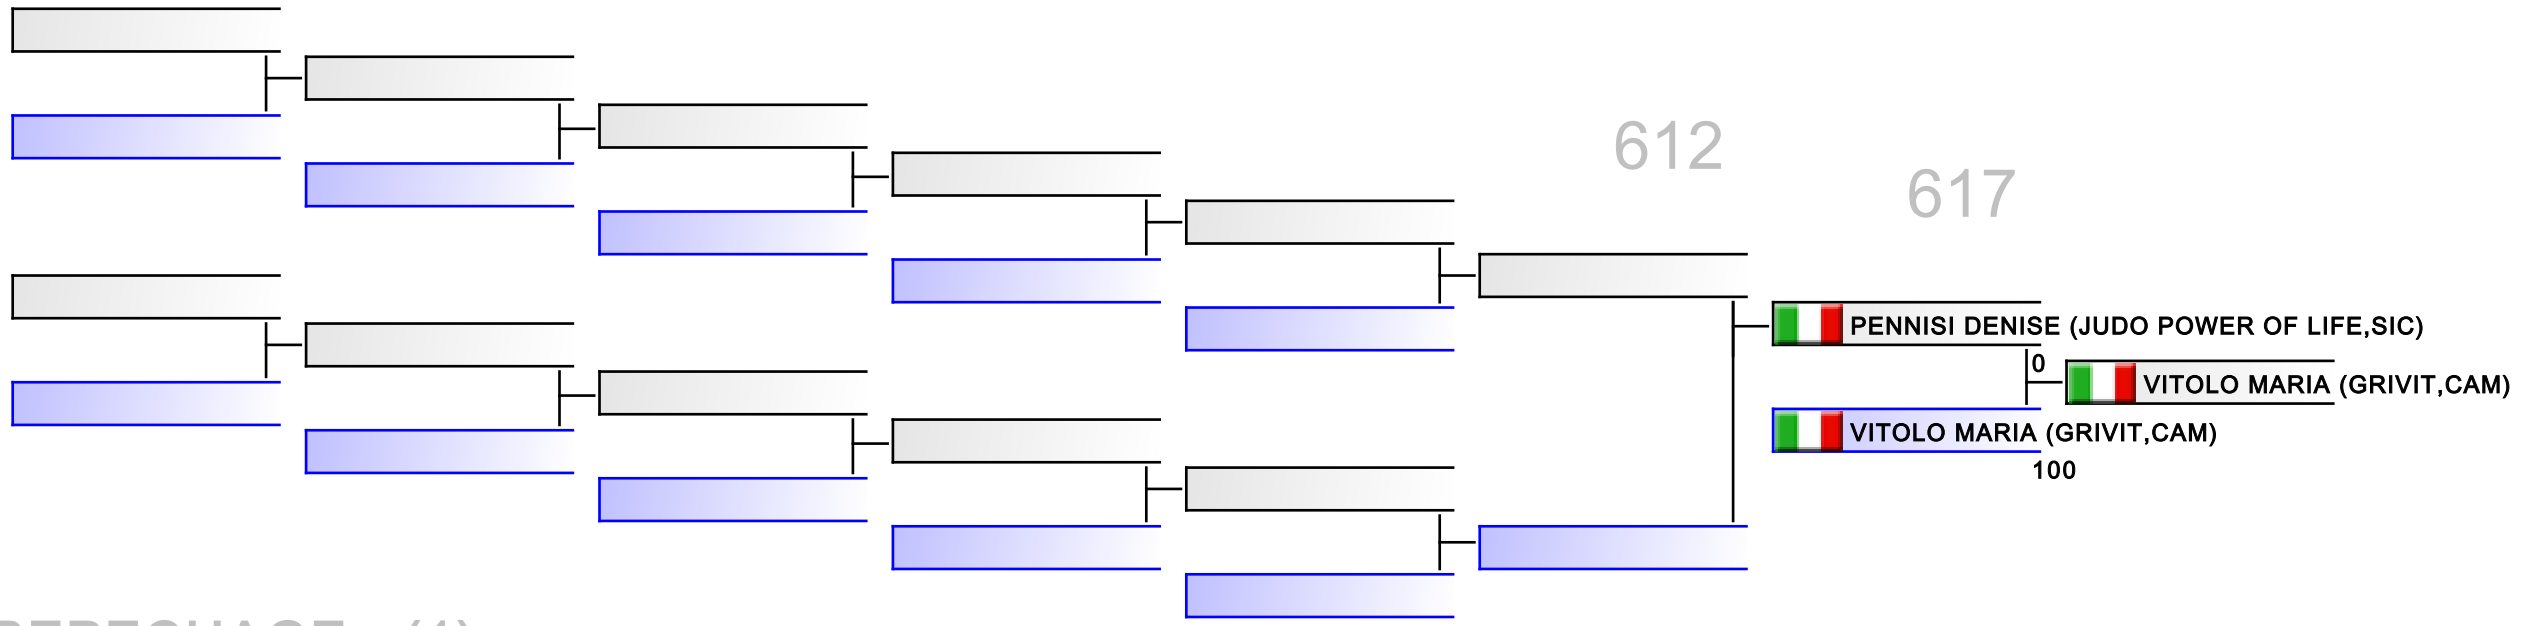 612
617
PENNISI DENISE (JUDO POWER OF LIFE,SIC)
0
VITOLO MARIA (GRIVIT,CAM)
VITOLO MARIA (GRIVIT,CAM)
100
(1)